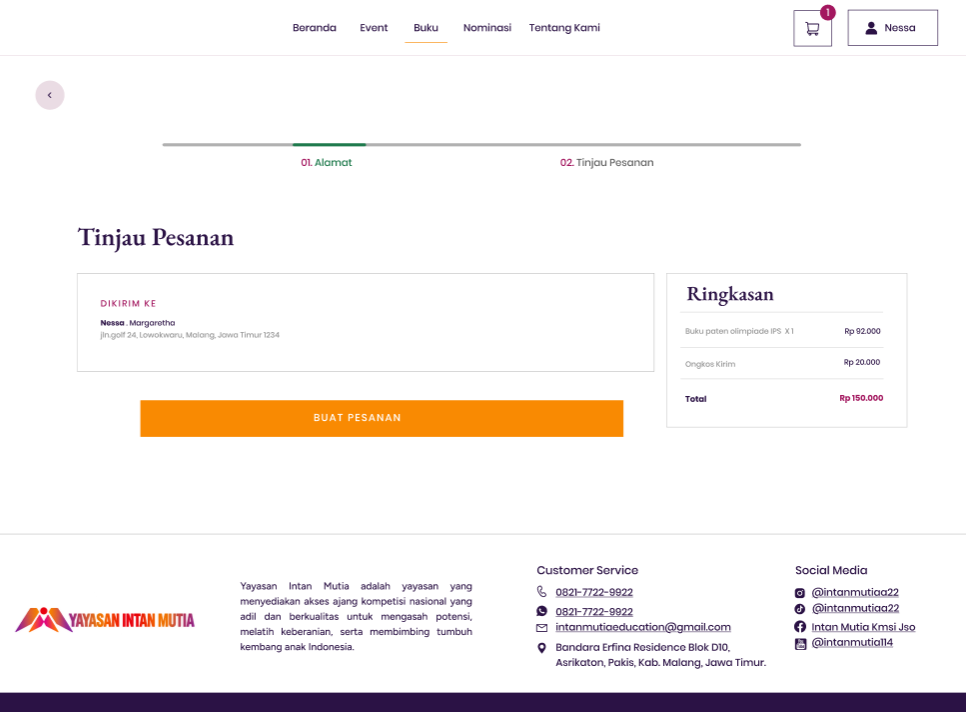 Beranda Event Buku Nominasi Tentang Kami
1
Nessa
01. Alamat
02. Tinjau Pesanan
Tinjau Pesanan
DIKIRIM KE
Nessa . Margaretha
jln.golf 24, Lowokwaru, Malang, Jawa Timur 1234
BUAT PESANAN
Ringkasan
Buku paten olimpiade IPS X 1 Rp 92.000
Ongkos Kirim Rp 20.000
Total Rp 150.000
YAYASAN INTAN MUTIA
Yayasan Intan Mutia adalah yayasan yang
menyediakan akses ajang kompetisi nasional yang
adil dan berkualitas untuk mengasah potensi,
melatih keberanian, serta membimbing tumbuh
kembang anak Indonesia.
Customer Service
0821-7722-9922
0821-7722-9922
intanmutiaeducation@gmail.com
Bandara Erfina Residence Blok D10,
Asrikaton, Pakis, Kab. Malang, Jawa Timur.
Social Media
@intanmutiaa22
@intanmutiaa22
Intan Mutia Kmsi Jso
@intanmutia114